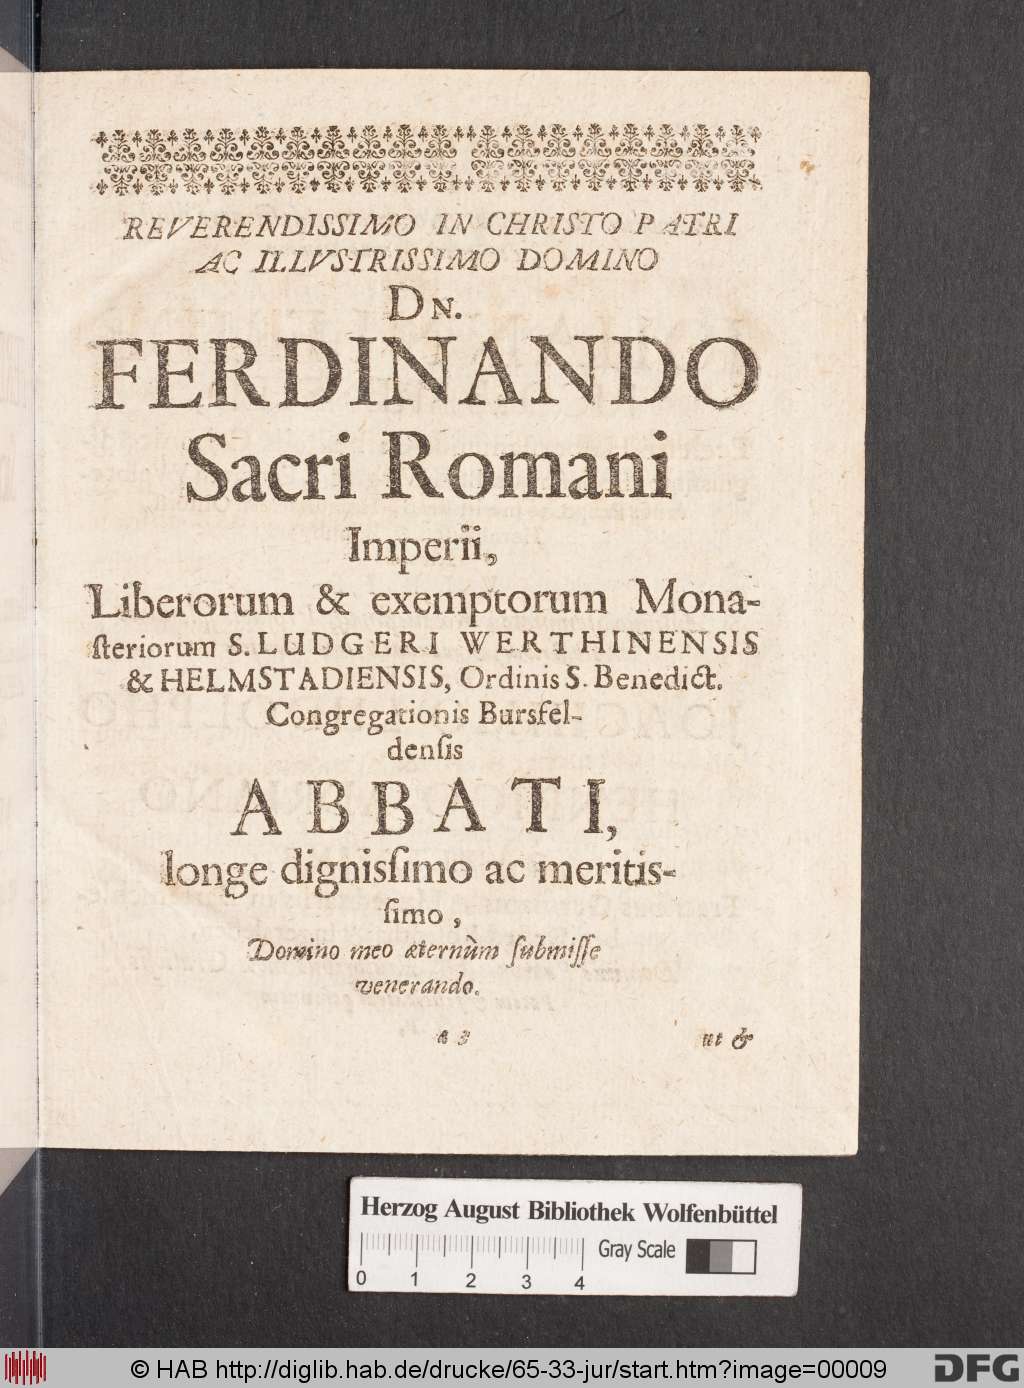 REVERENDISSIMO IN CHRISTO PATRI
AC ILLVSTRISSIMO DOMINO
DN.
FERDINANDO
Sacri Romani
Imperii,
Liberorum & exemptorum Mona-
ſteriorum S. LUDGERI WERTHINENSIS
& HELMSTADIENSIS, Ordinis S. Benedict.
Congregationis Bursfel-
denſis
ABBATI,
longe digniſſimo ac meritis-
ſimo,
Domino meo æternùm ſubmiſſe
venerando.
a 3 ut &
Herzog August Bibliothek Wolfenbüttel
Gray Scale
0 1 2 3 4
© HAB http://diglib.hab.de/drucke/65-33-jur/start.htm?image=00009
DFG